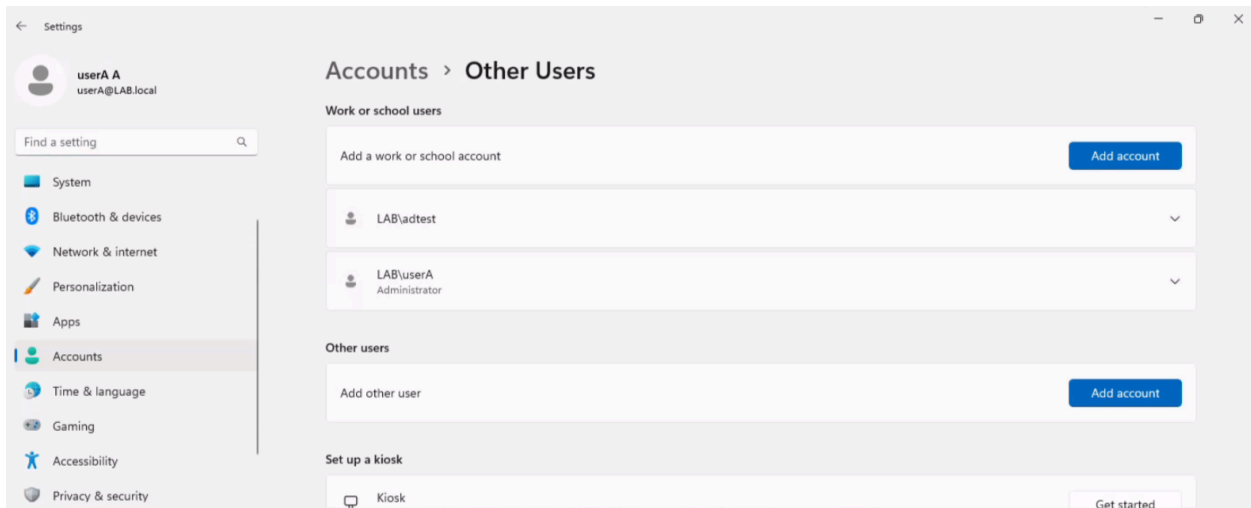 Settings
userA A
userA@LAB.local
Find a setting
System
Bluetooth & devices
Network & internet
Personalization
Apps
Accounts
Time & language
Gaming
Accessibility
Privacy & security
Accounts > Other Users
Work or school users
Add a work or school account
Add account
LAB\adtest
LAB\userA
Administrator
Other users
Add other user
Add account
Set up a kiosk
Kiosk
Get started